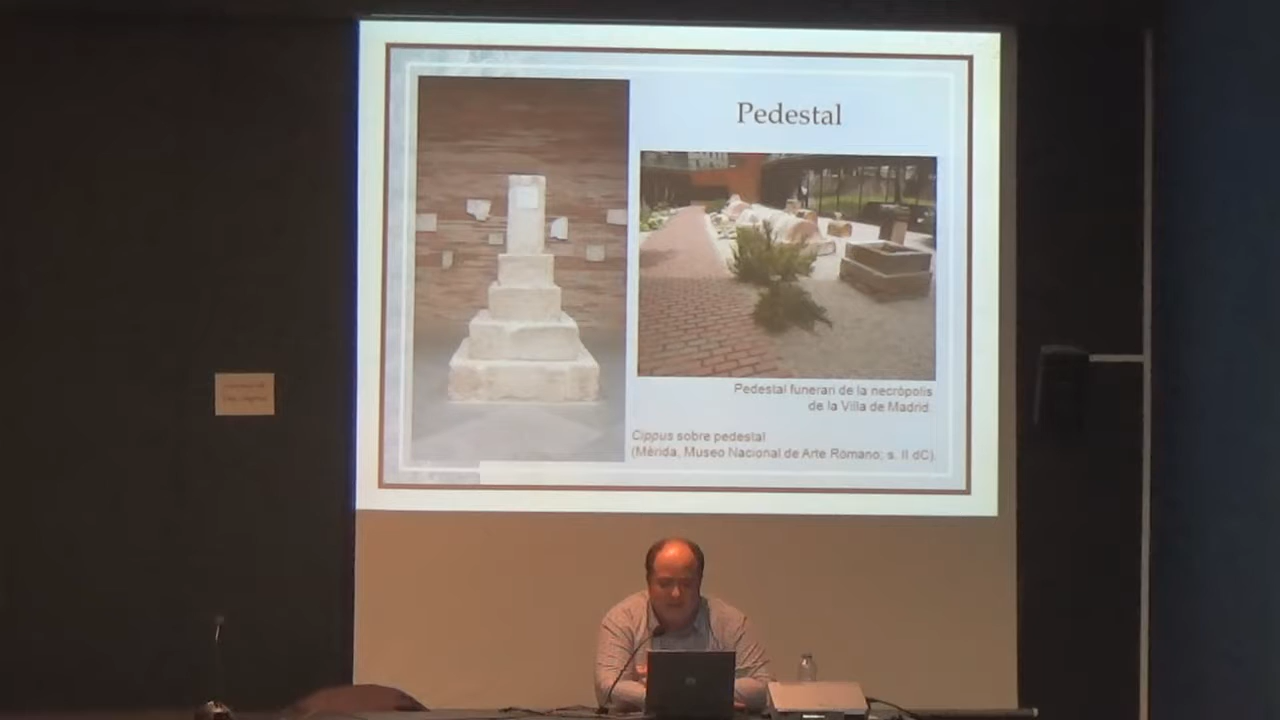 Pedestal
Pedestal funerari de la necròpolis
de la Villa de Madrid.
Cippus sobre pedestal
(Mérida, Museo Nacional de Arte Romano; s. II dC).